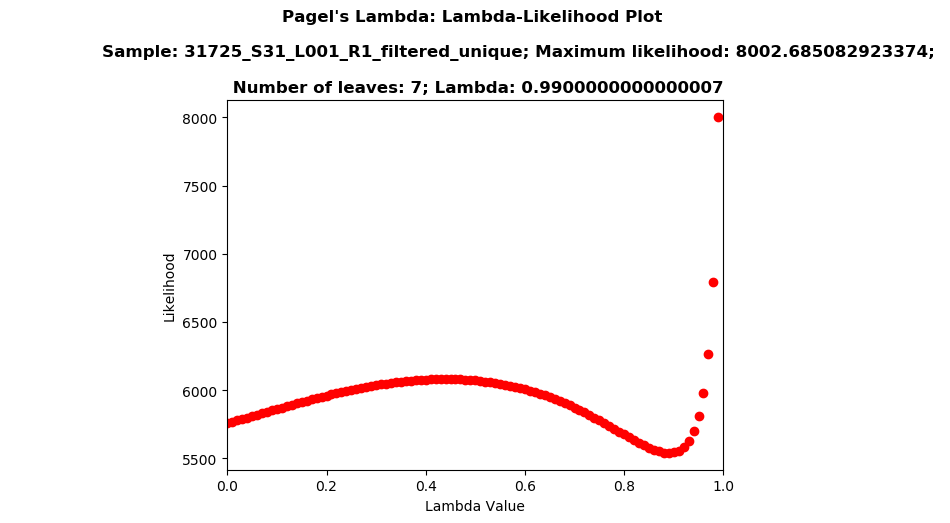 Pagel's Lambda: Lambda-Likelihood Plot
Sample: 31725_S31_L001_R1_filtered_unique; Maximum likelihood: 8002.685082923374;
Number of leaves: 7; Lambda: 0.9900000000000007
8000
7500
7000
6500
6000
5500
Likelihood
0.0 0.2 0.4 0.6 0.8 1.0
Lambda Value